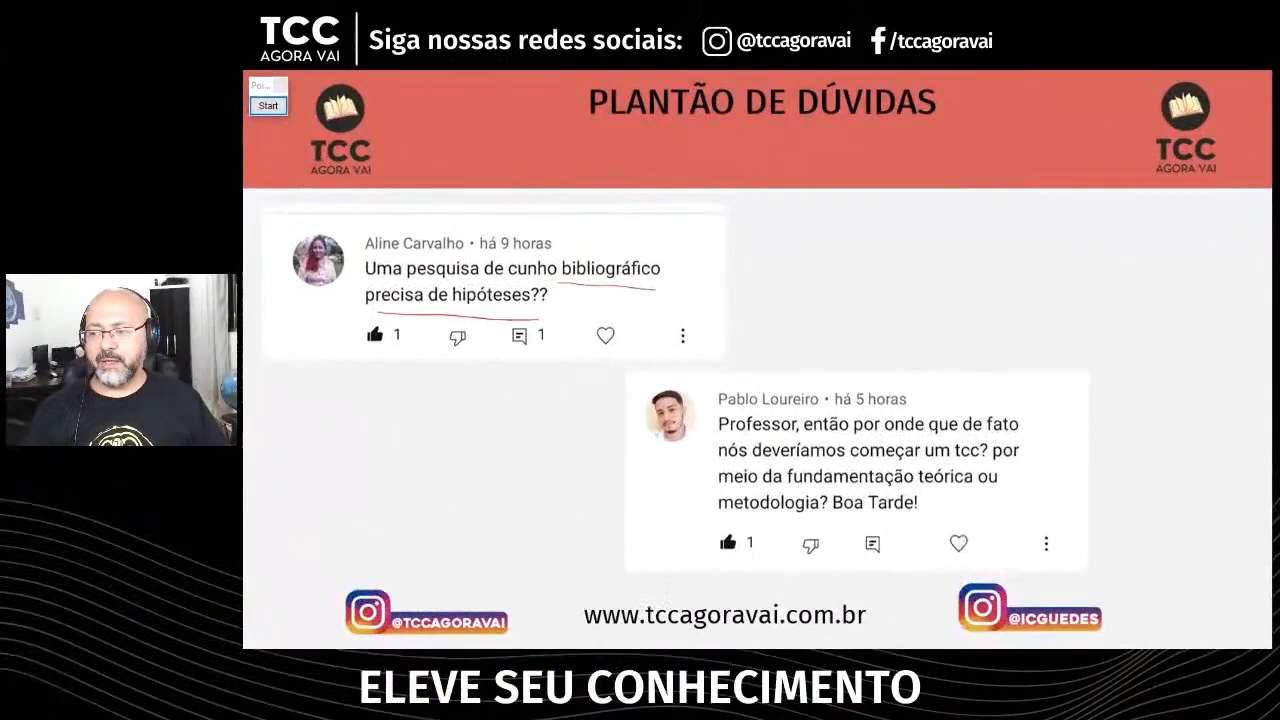 TCC
AGORA VAI
Siga nossas redes sociais:
@tccagoravai
/tccagoravai
Poi...
Start
TCC
AGORA VAI
PLANTÃO DE DÚVIDAS
TCC
AGORA VAI
Aline Carvalho • há 9 horas
Uma pesquisa de cunho bibliográfico
precisa de hipóteses??
1
1
Pablo Loureiro • há 5 horas
Professor, então por onde que de fato
nós deveríamos começar um tcc? por
meio da fundamentação teórica ou
metodologia? Boa Tarde!
1
@TCCAGORAVAI
www.tccagoravai.com.br
@ICGUEDES
ELEVE SEU CONHECIMENTO